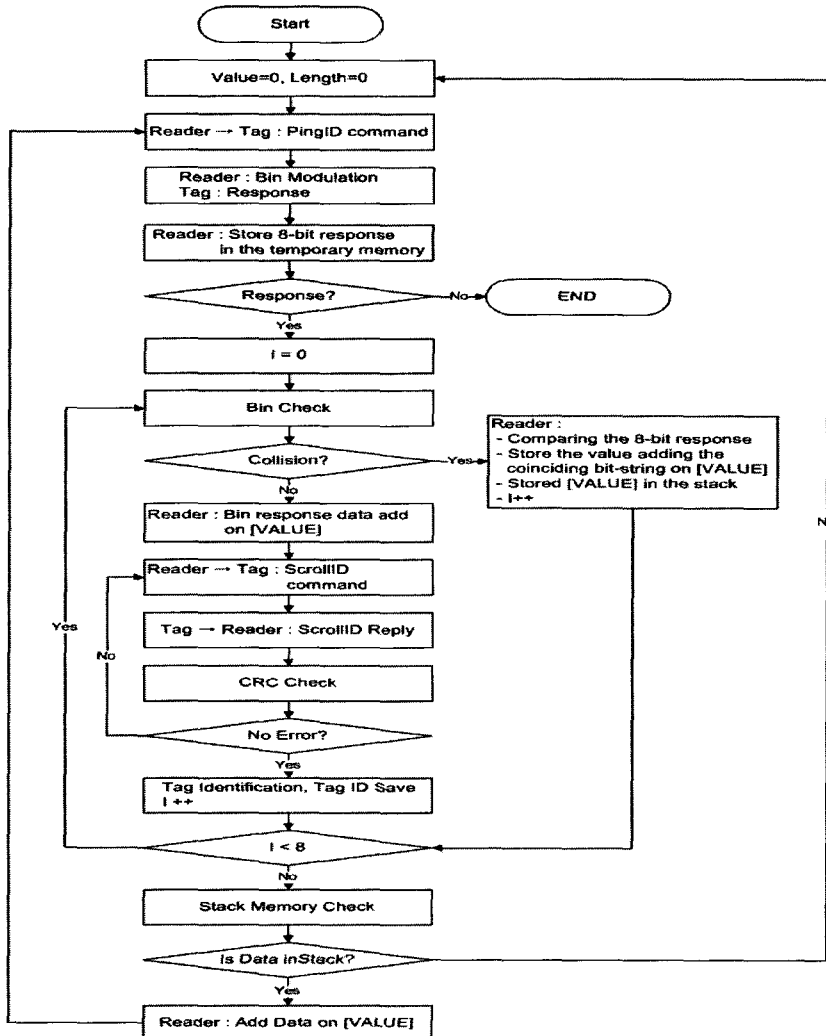 Start
Value=0, Length=0
Reader → Tag : PingID command
Reader : Bin Modulation
Tag : Response
Reader : Store 8-bit response
in the temporary memory
Response?
No
END
Yes
I = 0
Bin Check
Collision?
Yes
Reader :
- Comparing the 8-bit response
- Store the value adding the
coinciding bit-string on [VALUE]
- Stored [VALUE] in the stack
- I++
No
Reader : Bin response data add
on [VALUE]
Reader → Tag : ScrollID
command
Yes
Tag → Reader : ScrollID Reply
No
CRC Check
No Error?
Yes
Tag Identification, Tag ID Save
I ++
I < 8
No
Stack Memory Check
Is Data inStack?
Yes
Reader : Add Data on [VALUE]